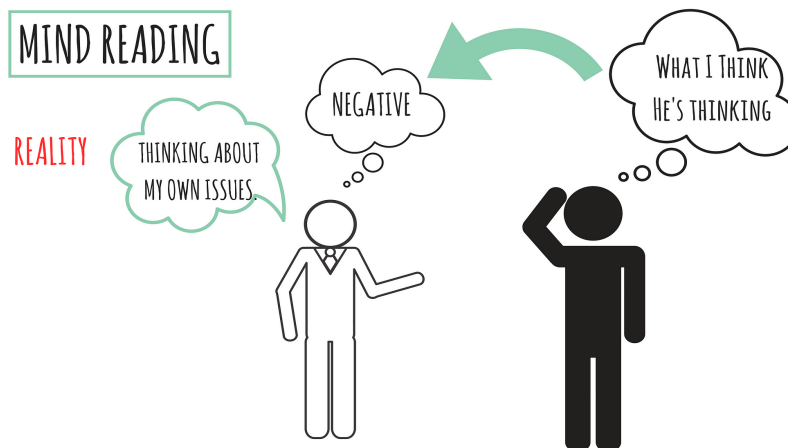 MIND READING
REALITY
THINKING ABOUT
MY OWN ISSUES.
NEGATIVE
WHAT I THINK
HE'S THINKING